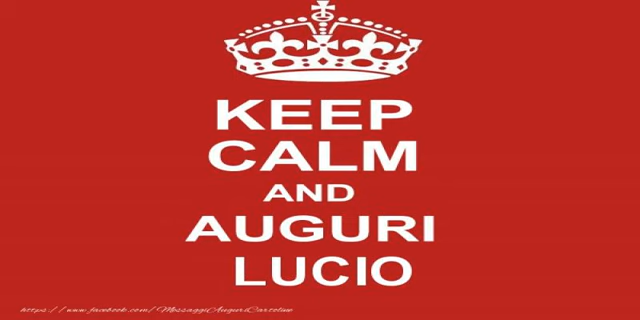 KEEP
CALM
AND
AUGURI
LUCIO
https://www.facebook.com/MessaggiAuguriCartoline